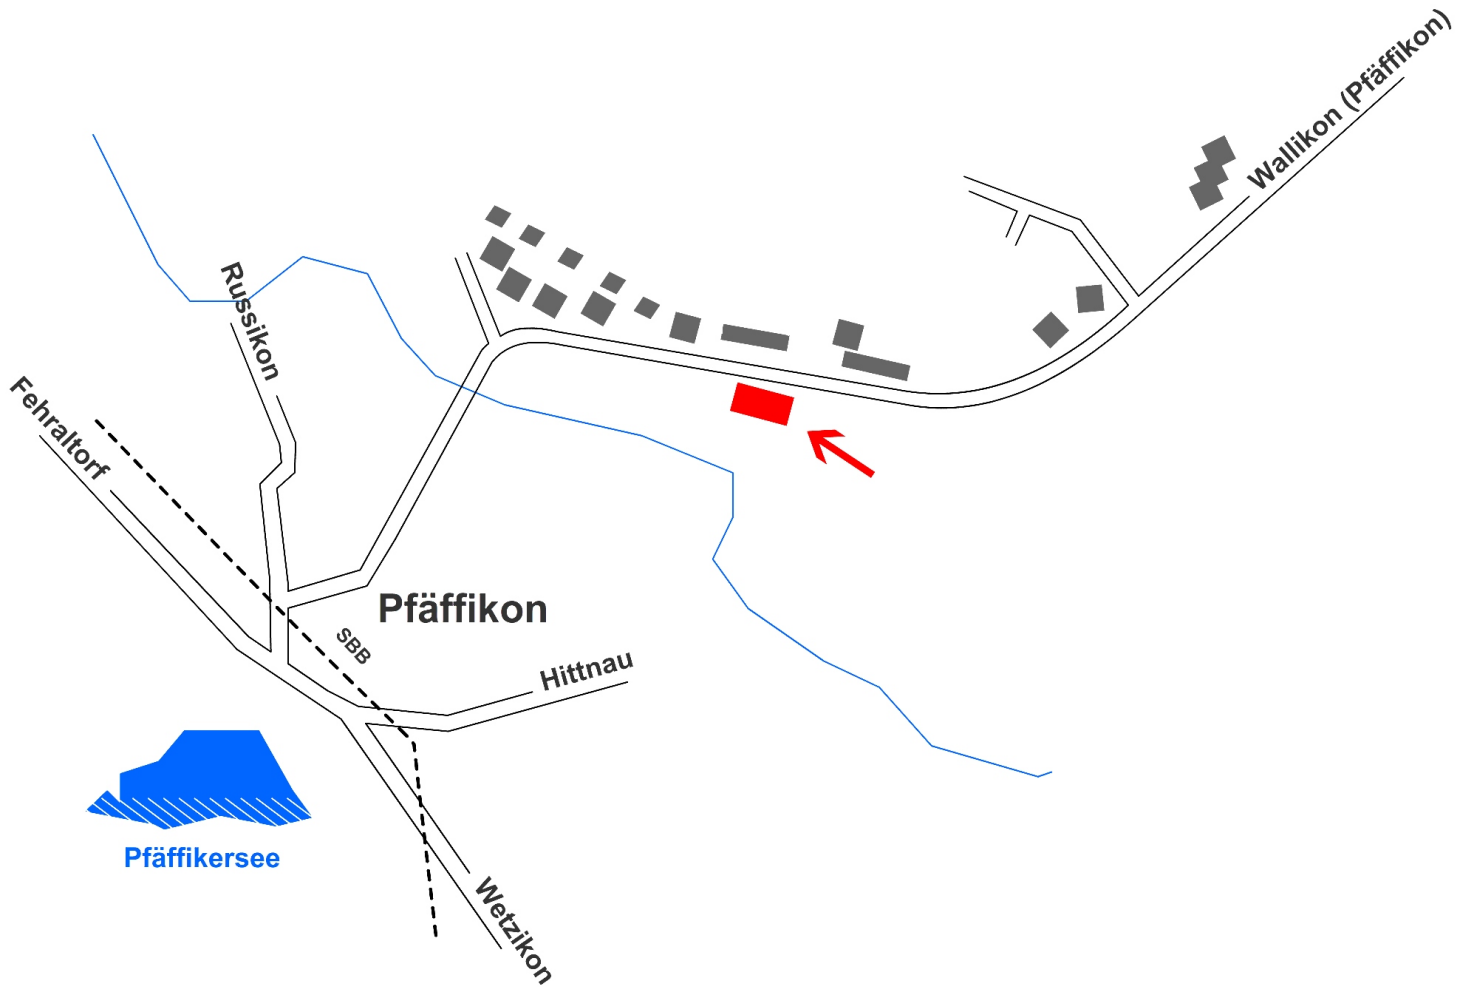 Wallikon (Pfäffikon)
Russikon
Fehraltorf
Pfäffikon
SBB
Hittnau
Pfäffikersee
Wetzikon